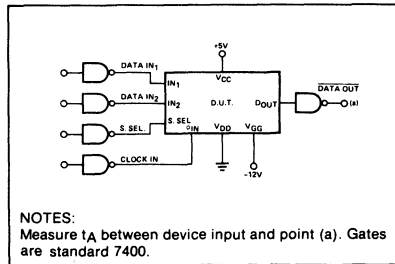 +5V
DATA IN1
VCC
IN1
DATA IN2
IN2
D.U.T.
DOUT
DATA OUT
(a)
S. SEL.
S. SEL
CLOCK IN
øIN
VDD
VGG
-12V
NOTES:
Measure tA between device input and point (a). Gates
are standard 7400.